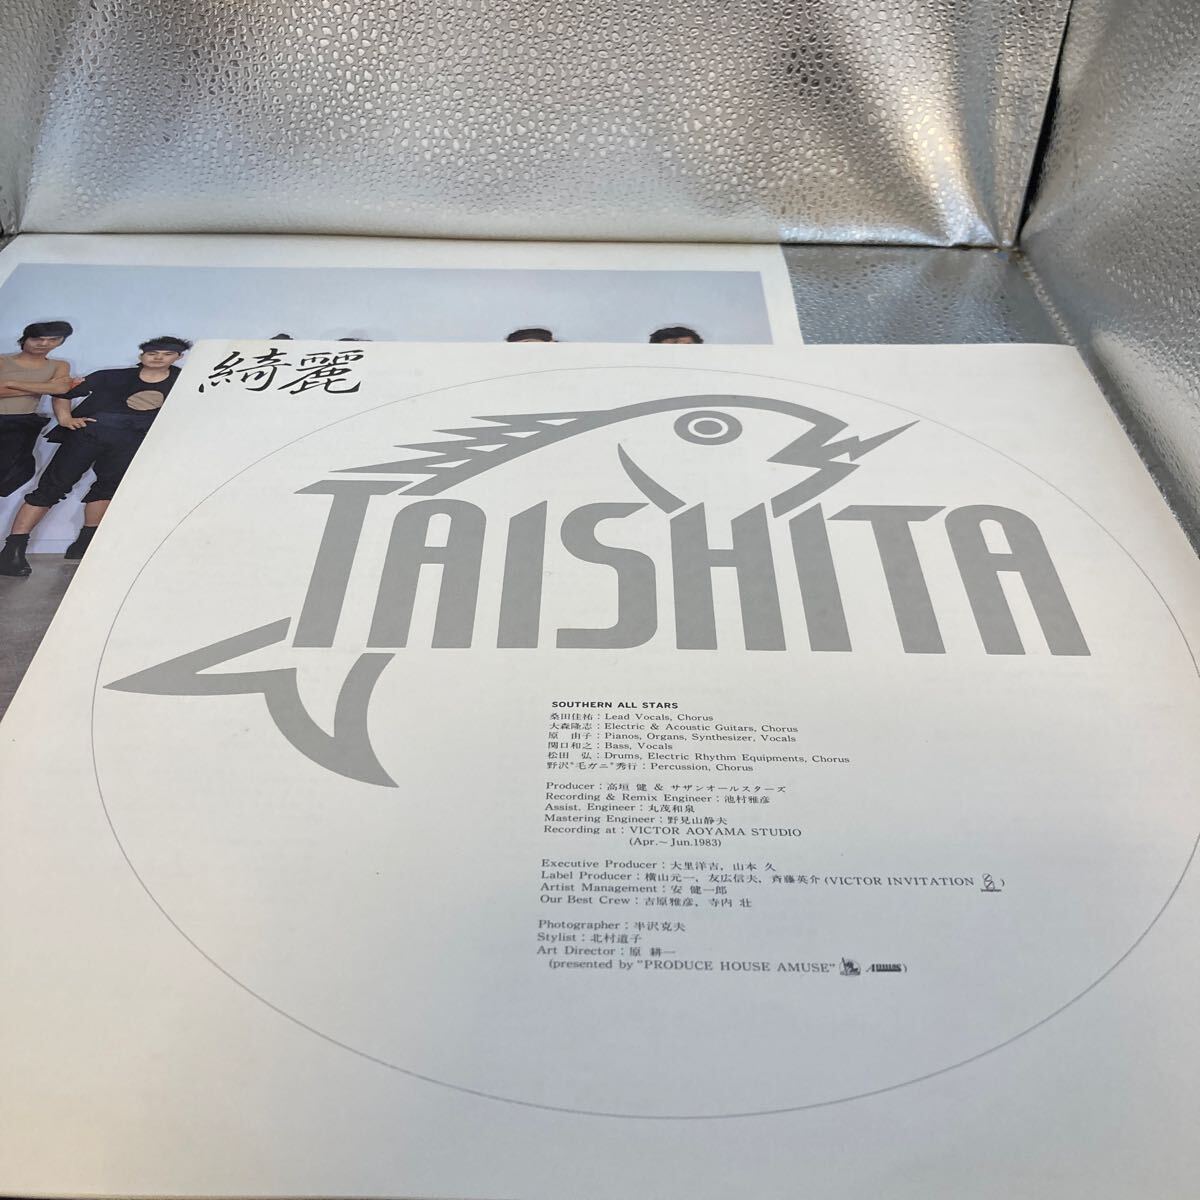 綺麗
TAISHITA
SOUTHERN ALL STARS
桑田佳祐：Lead Vocals, Chorus
大森隆志：Electric & Acoustic Guitars, Chorus
原 由子：Pianos, Organs, Synthesizer, Vocals
関口和之：Bass, Vocals
松田 弘：Drums, Electric Rhythm Equipments, Chorus
野沢"毛ガニ"秀行：Percussion, Chorus
Producer：高垣 健 & サザンオールスターズ
Recording & Remix Engineer：池村雅彦
Assist. Engineer：丸茂和泉
Mastering Engineer：野見山静夫
Recording at：VICTOR AOYAMA STUDIO
(Apr.～Jun.1983)
Executive Producer：大里洋吉，山本 久
Label Producer：横山元一，友広信夫，斉藤英介 (VICTOR INVITATION )
Artist Management：安 健一郎
Our Best Crew：吉原雅彦，寺内 壮
Photographer：半沢克夫
Stylist：北村道子
Art Director：原 耕一
(presented by "PRODUCE HOUSE AMUSE" Amuse)